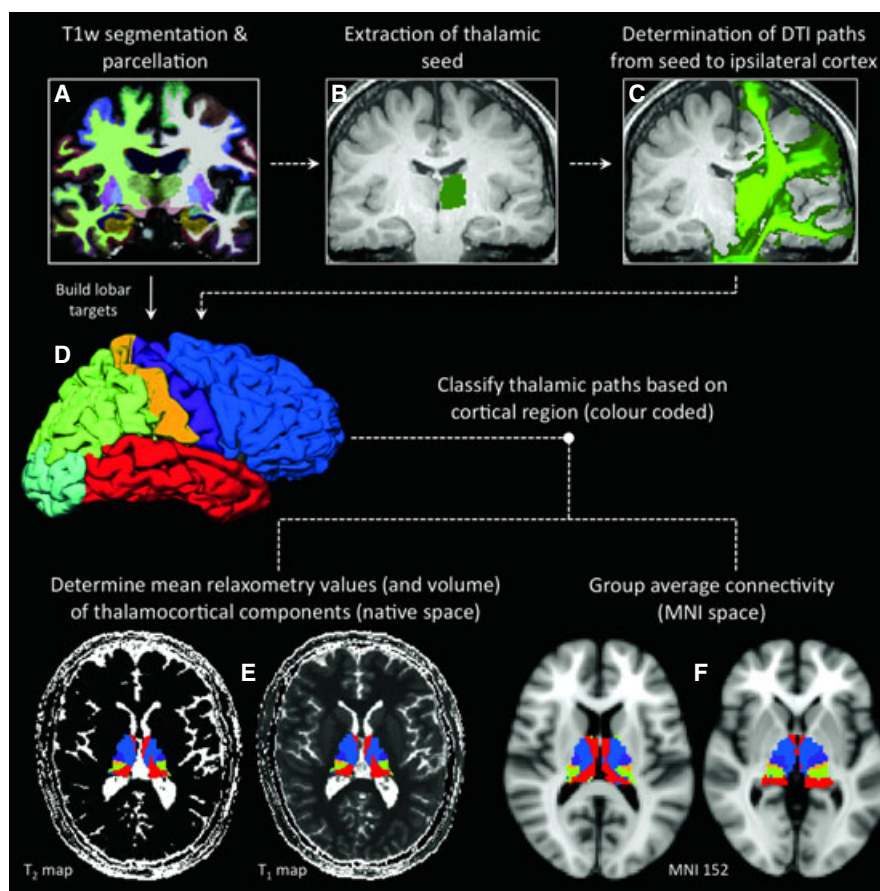 T1w segmentation &
parcellation
Extraction of thalamic
seed
Determination of DTI paths
from seed to ipsilateral cortex
A
B
C
Build lobar
targets
D
Classify thalamic paths based on
cortical region (colour coded)
Determine mean relaxometry values (and volume)
of thalamocortical components (native space)
Group average connectivity
(MNI space)
E
F
T₂ map
T₁ map
MNI 152